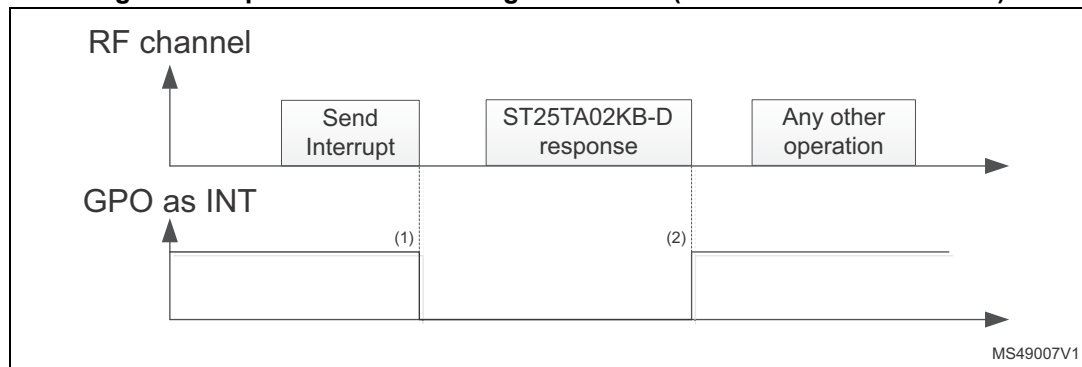 RF channel
Send
Interrupt
ST25TA02KB-D
response
Any other
operation
GPO as INT
(1)
(2)
MS49007V1